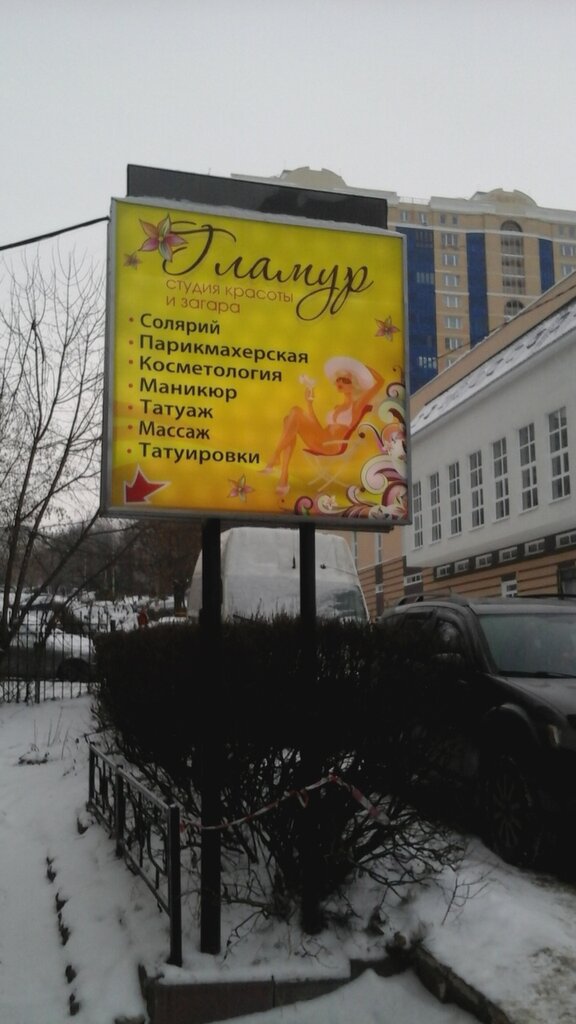 Гламур
студия красоты
и загара
• Солярий
• Парикмахерская
• Косметология
• Маникюр
• Татуаж
• Массаж
• Татуировки